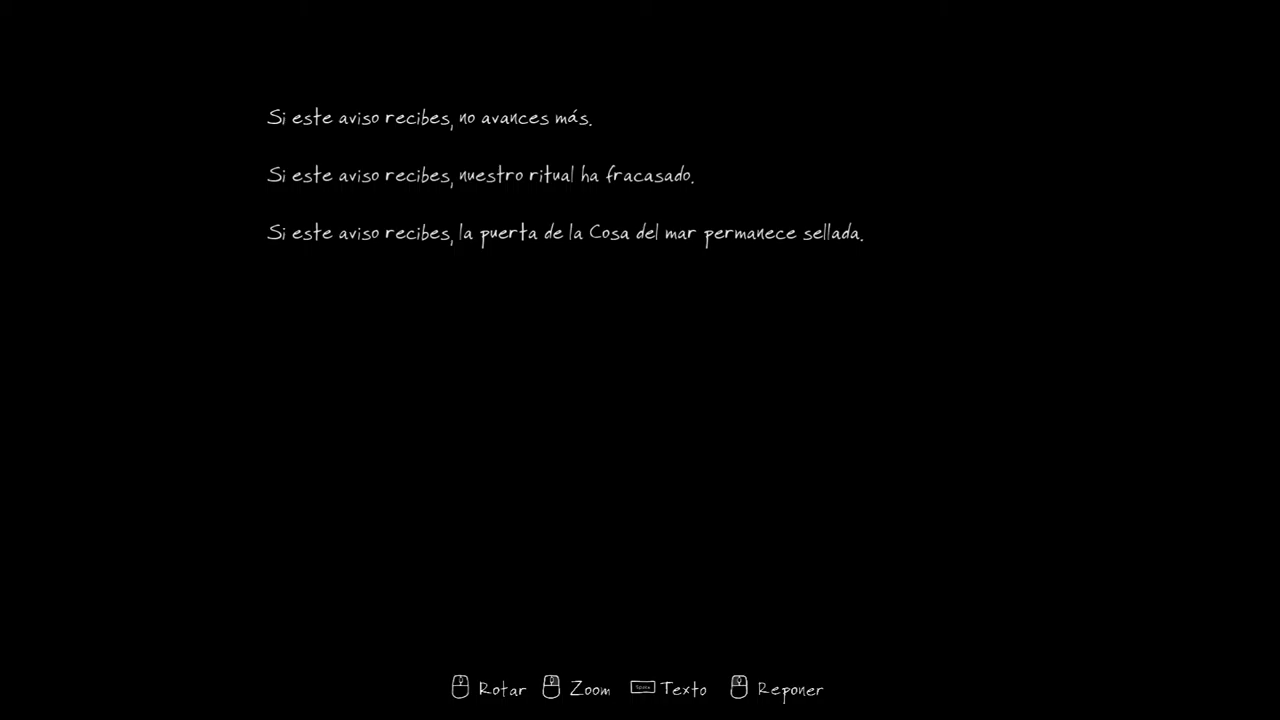 Si este aviso recibes, no avances más.
Si este aviso recibes, nuestro ritual ha fracasado.
Si este aviso recibes, la puerta de la Cosa del mar permanece sellada.
Rotar Zoom Texto Reponer